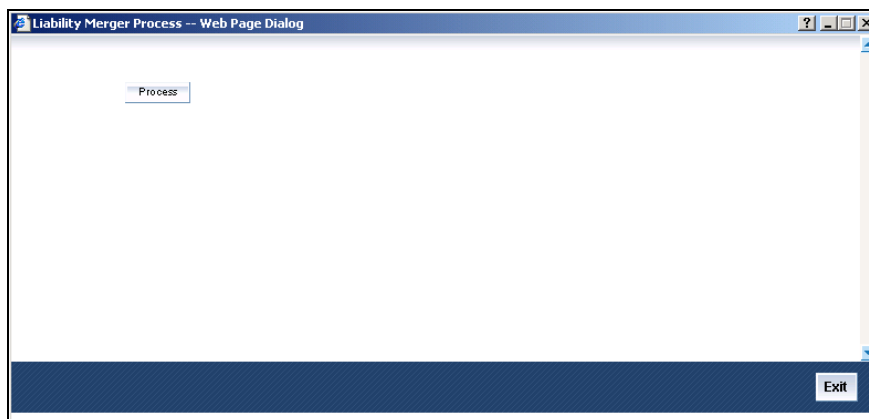 Liability Merger Process -- Web Page Dialog
Process
Exit